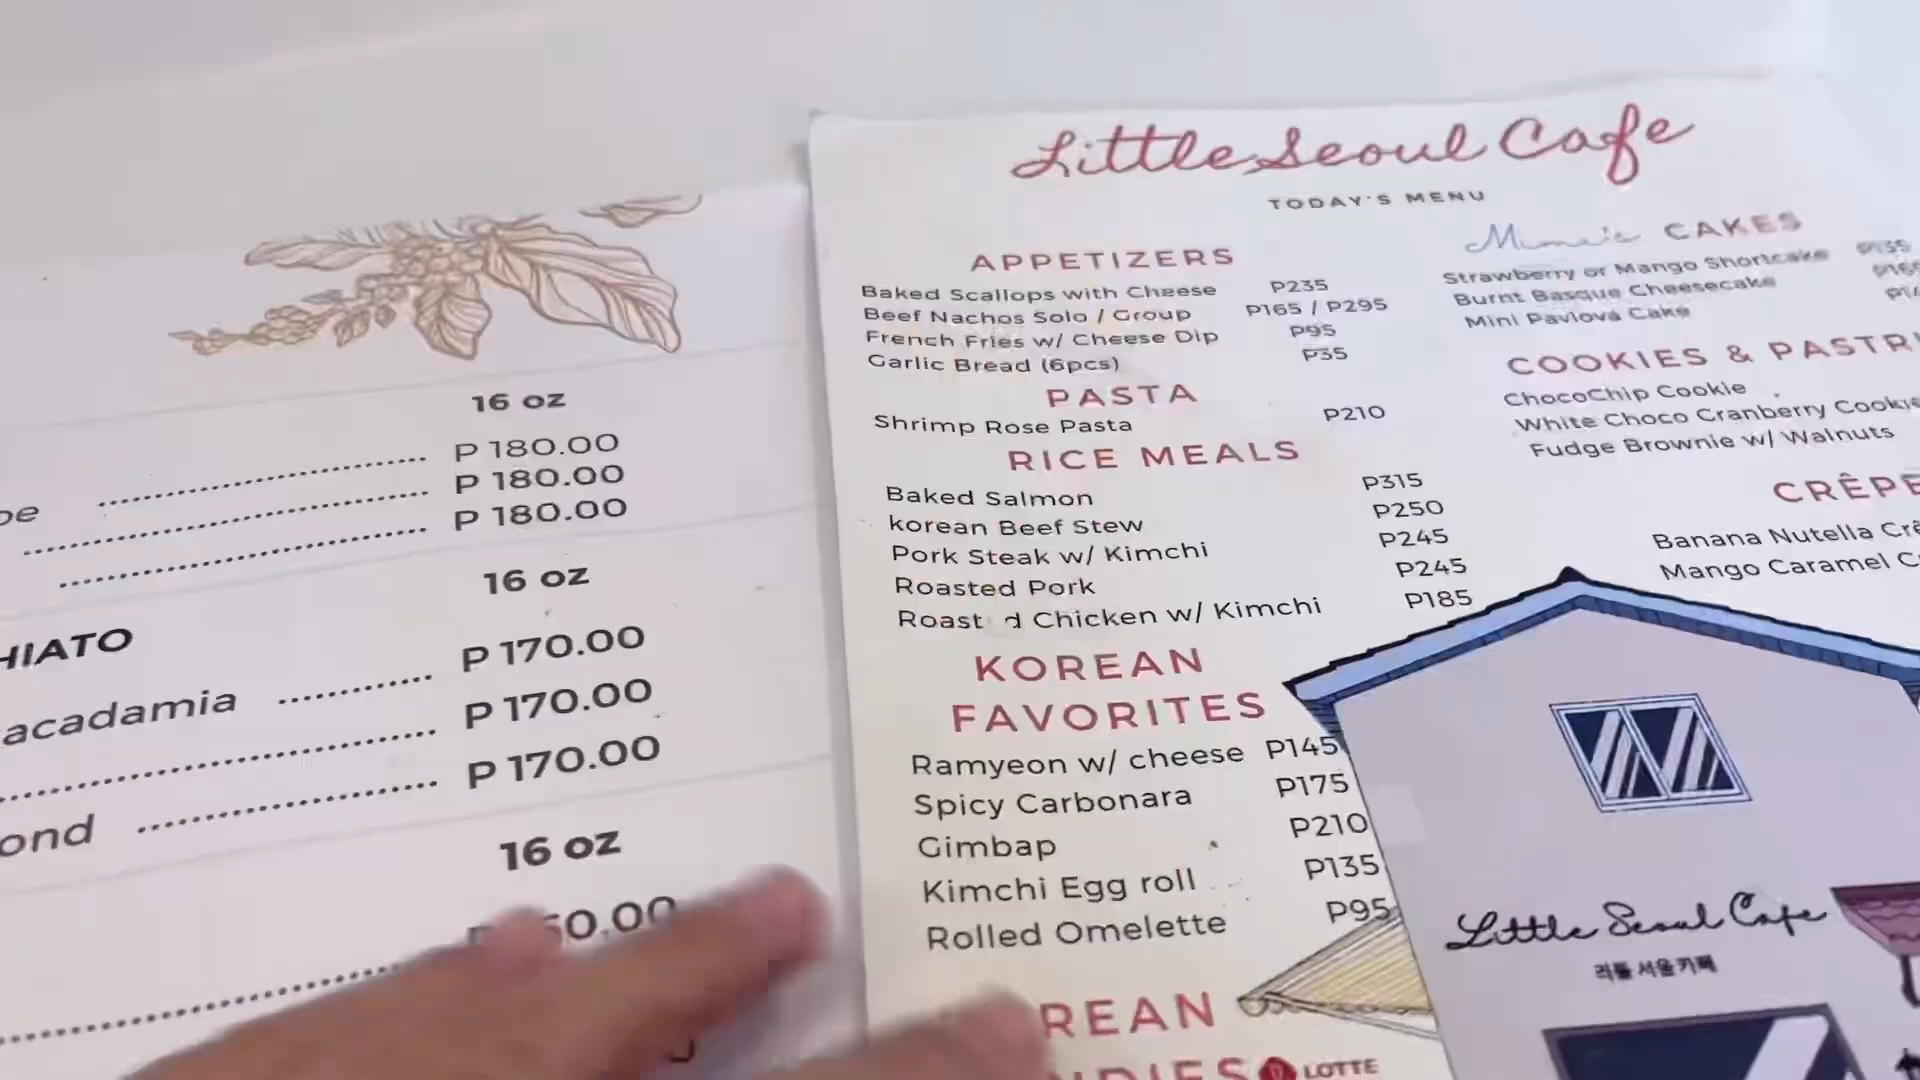 16 oz
P 180.00
P 180.00
P 180.00
16 oz
HIATO
acadamia P 170.00
P 170.00
ond P 170.00
16 oz
Little Seoul Cafe
TODAY'S MENU
APPETIZERS
Baked Scallops with Cheese P235
Beef Nachos Solo / Group P165 / P295
French Fries w/ Cheese Dip P95
Garlic Bread (6pcs) P35
PASTA
Shrimp Rose Pasta P210
RICE MEALS
Baked Salmon P315
korean Beef Stew P250
Pork Steak w/ Kimchi P245
Roasted Pork P245
Roast d Chicken w/ Kimchi P185
KOREAN
FAVORITES
Ramyeon w/ cheese P145
Spicy Carbonara P175
Gimbap P210
Kimchi Egg roll P135
Rolled Omelette P95
REAN
NDIES LOTTE
CAKES
Strawberry or Mango Shortcake P135
Burnt Basque Cheesecake
Mini Pavlova Cake
COOKIES & PASTRI
ChocoChip Cookie
White Choco Cranberry Cookie
Fudge Brownie w/ Walnuts
CRÊPE
Banana Nutella Crê
Mango Caramel C
Little Seoul Cafe
리틀 서울 카페